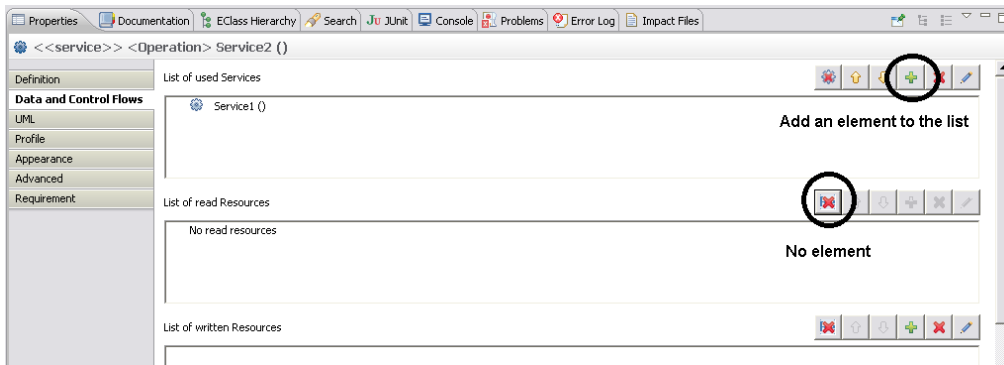 Properties Documentation EClass Hierarchy Search JUnit Console Problems Error Log Impact Files
<<service>> <Operation> Service2 ()
Definition
Data and Control Flows
UML
Profile
Appearance
Advanced
Requirement
List of used Services
Service1 ()
Add an element to the list
List of read Resources
No read resources
No element
List of written Resources